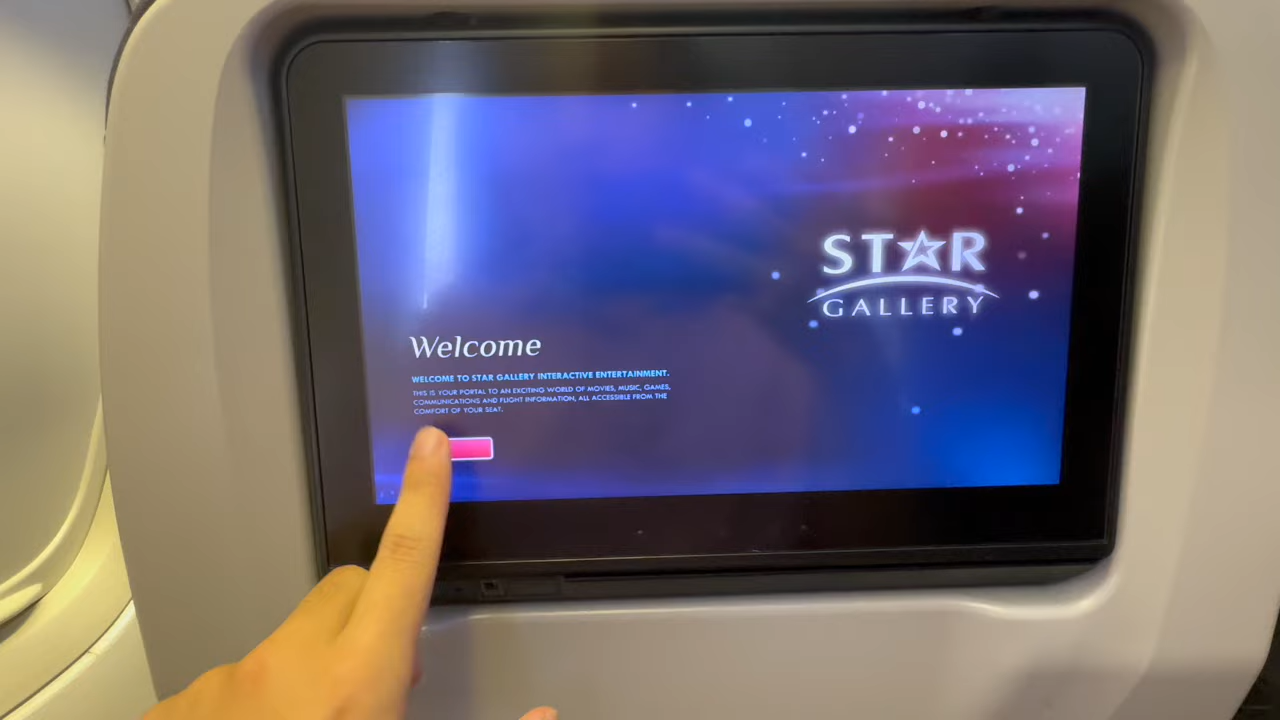 STAR
GALLERY
Welcome
WELCOME TO STAR GALLERY INTERACTIVE ENTERTAINMENT.
THIS IS YOUR PORTAL TO AN EXCITING WORLD OF MOVIES, MUSIC, GAMES,
COMMUNICATIONS AND FLIGHT INFORMATION, ALL ACCESSIBLE FROM THE
COMFORT OF YOUR SEAT.